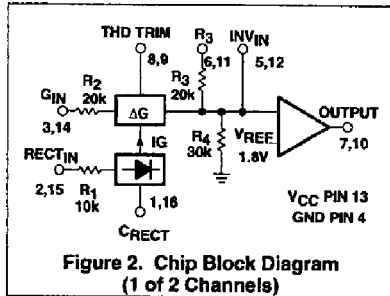 THD TRIM
8,9
R3
6,11
INVIN
5,12
R3
20k
GIN
3,14
R2
20k
ΔG
OUTPUT
7,10
IG
R4
30k
VREF
1.8V
RECTIN
2,15
R1
10k
1,16
CRECT
VCC PIN 13
GND PIN 4
Figure 2. Chip Block Diagram
(1 of 2 Channels)